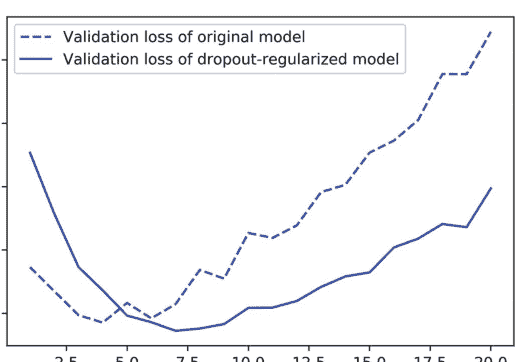 Validation loss of original model
Validation loss of dropout-regularized model
2.5 5.0 7.5 10.0 12.5 15.0 17.5 20.0